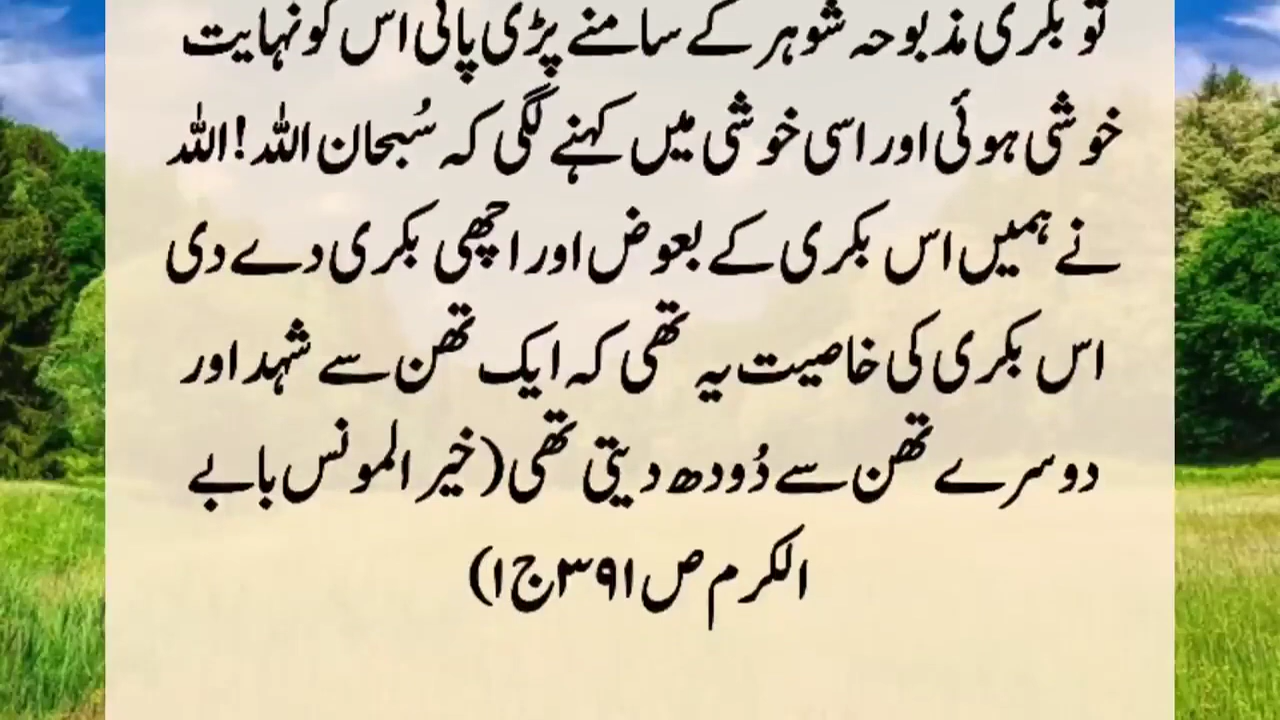 تو بکری مذبوحہ شوہر کے سامنے پڑی پائی اس کو نہایت
خوشی ہوئی اور اسی خوشی میں کہنے لگی کہ سُبحان اللہ! اللہ
نے ہمیں اس بکری کے بعوض اور اچھی بکری دے دی
اس بکری کی خاصیت یہ تھی کہ ایک تھن سے شہد اور
دوسرے تھن سے دُودھ دیتی تھی (خیر المونس بابے
الکرم ص ۳۹۱ ج ۱)